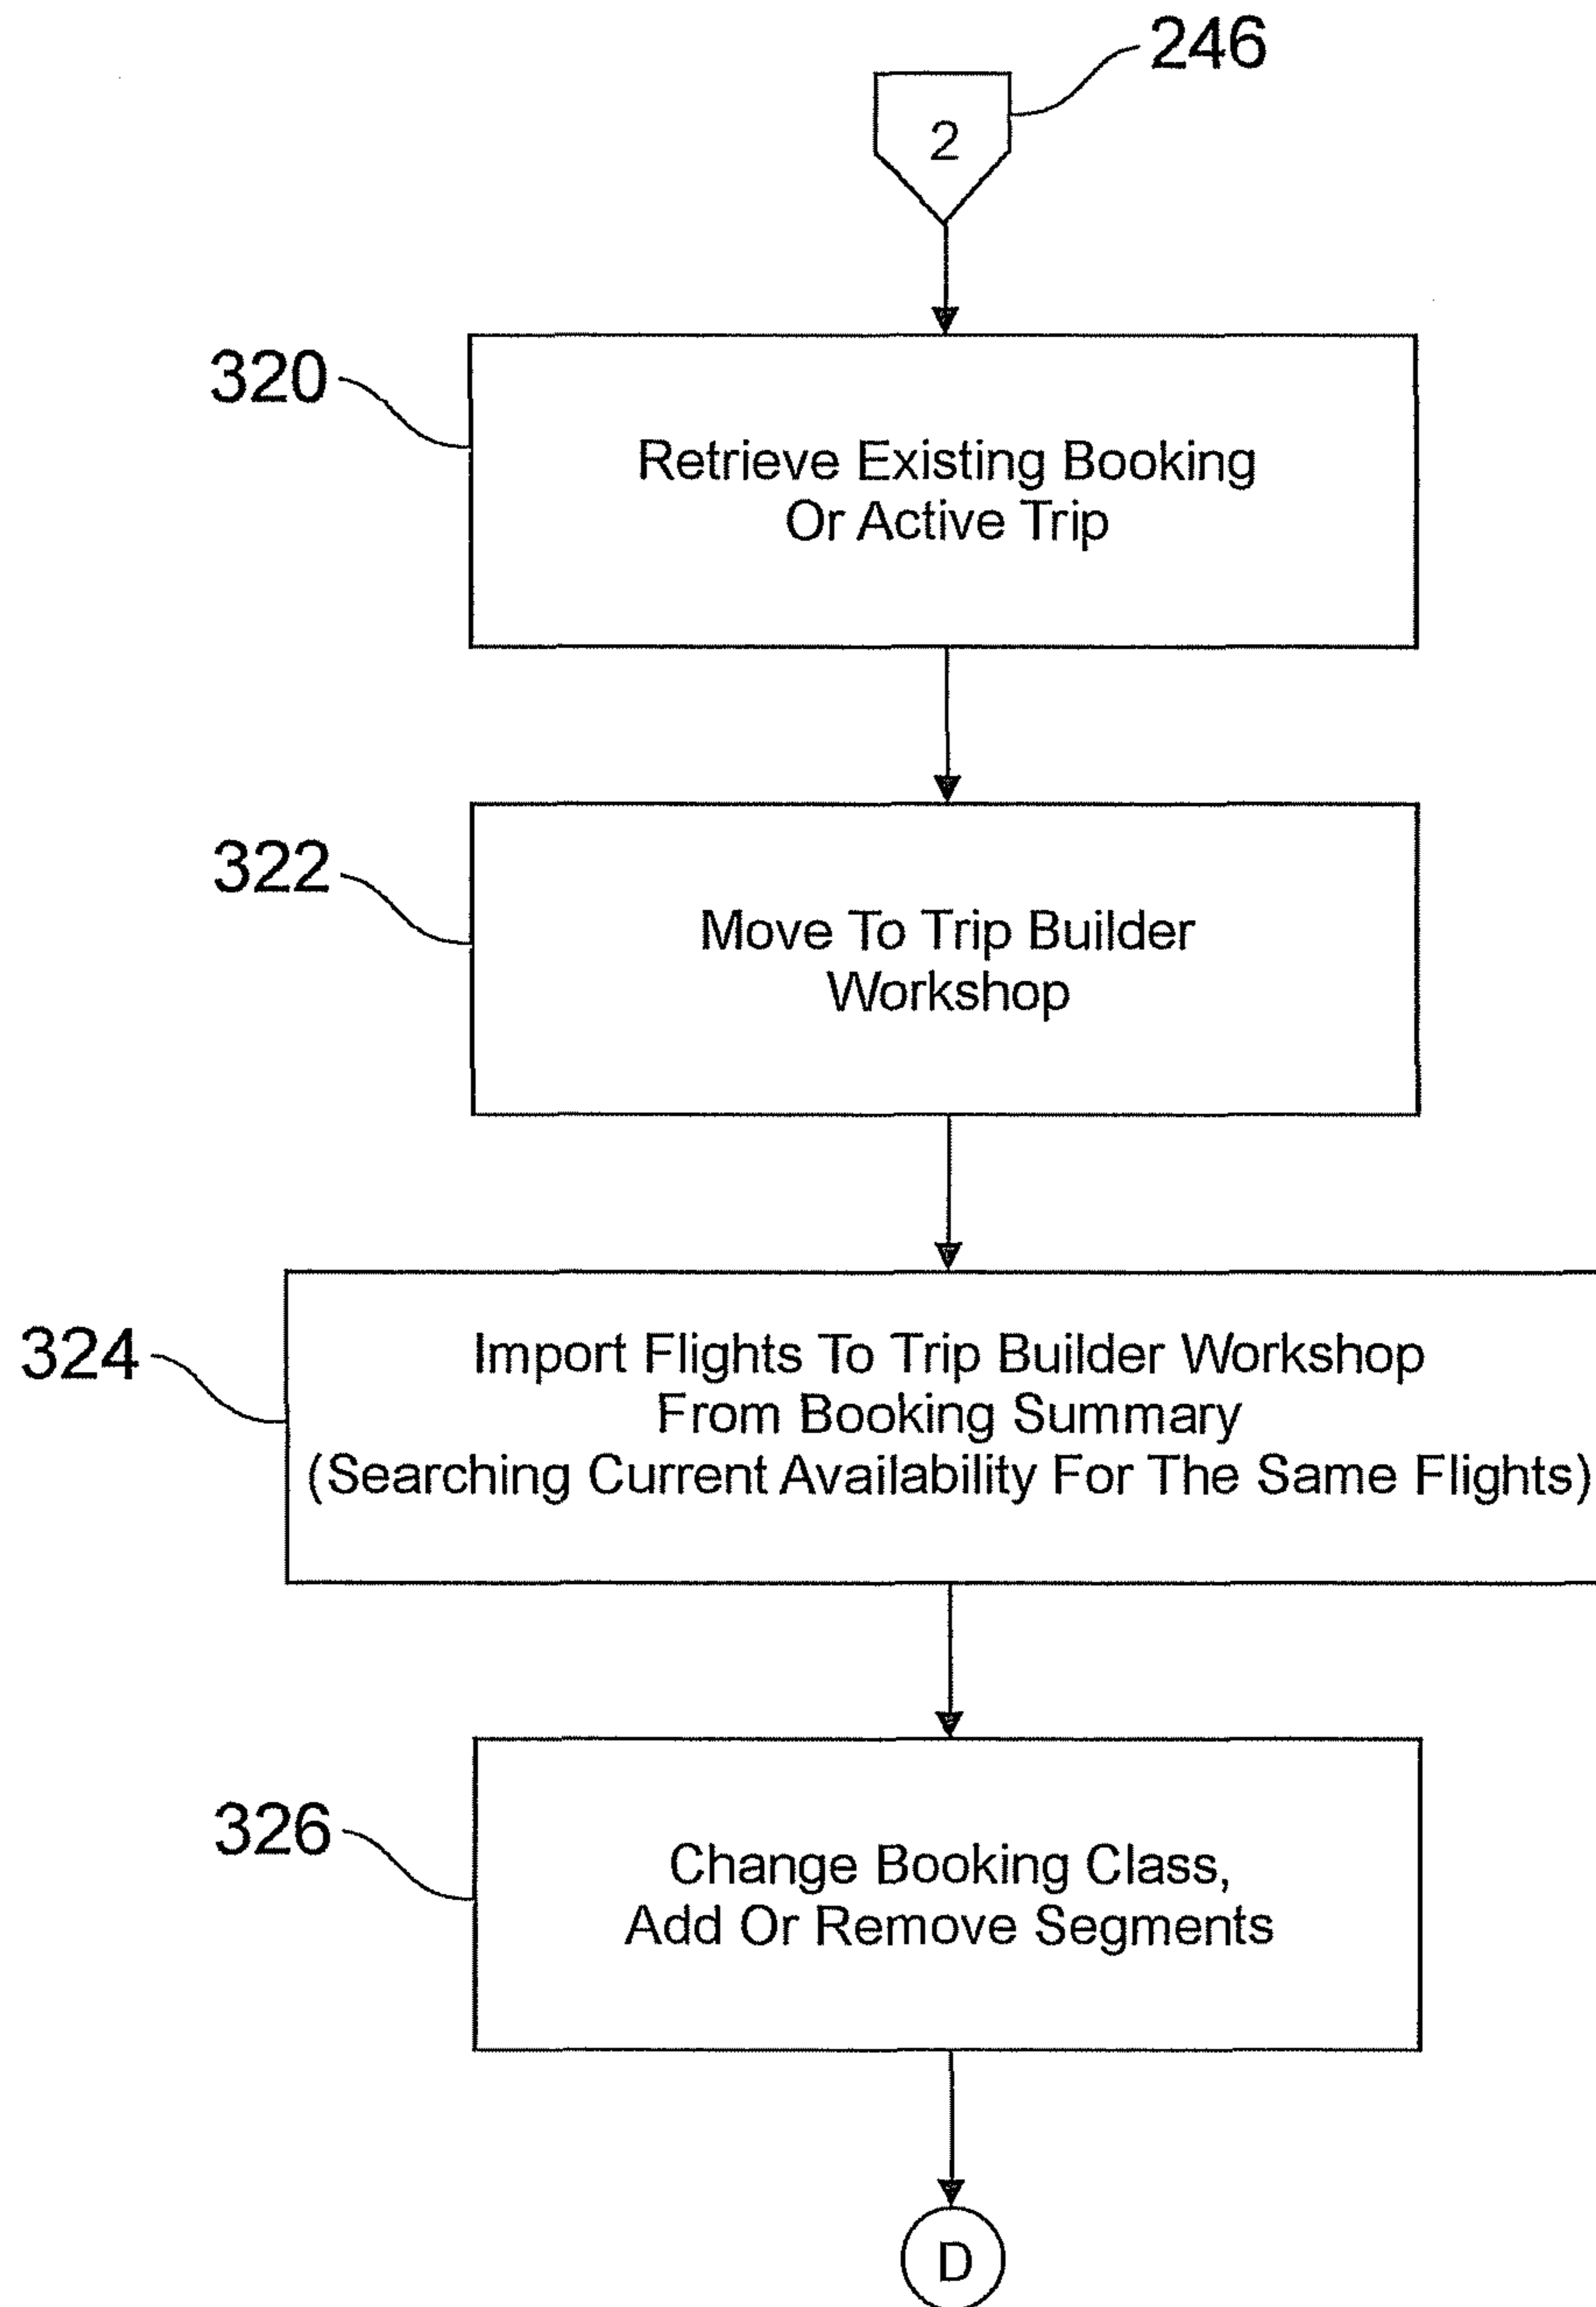 246
2
320
Retrieve Existing Booking
Or Active Trip
322
Move To Trip Builder
Workshop
324
Import Flights To Trip Builder Workshop
From Booking Summary
(Searching Current Availability For The Same Flights)
326
Change Booking Class,
Add Or Remove Segments
D